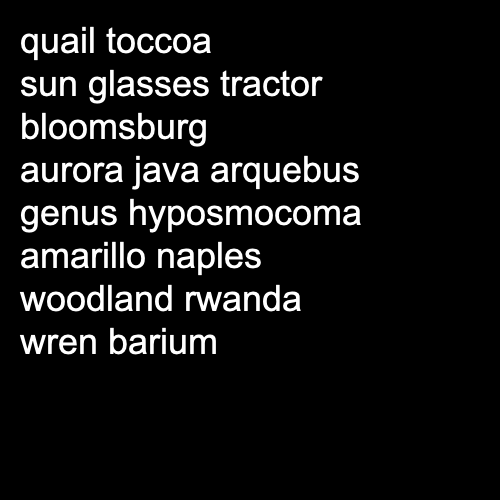 quail toccoa
sun glasses tractor
bloomsburg
aurora java arquebus
genus hyposmocoma
amarillo naples
woodland rwanda
wren barium